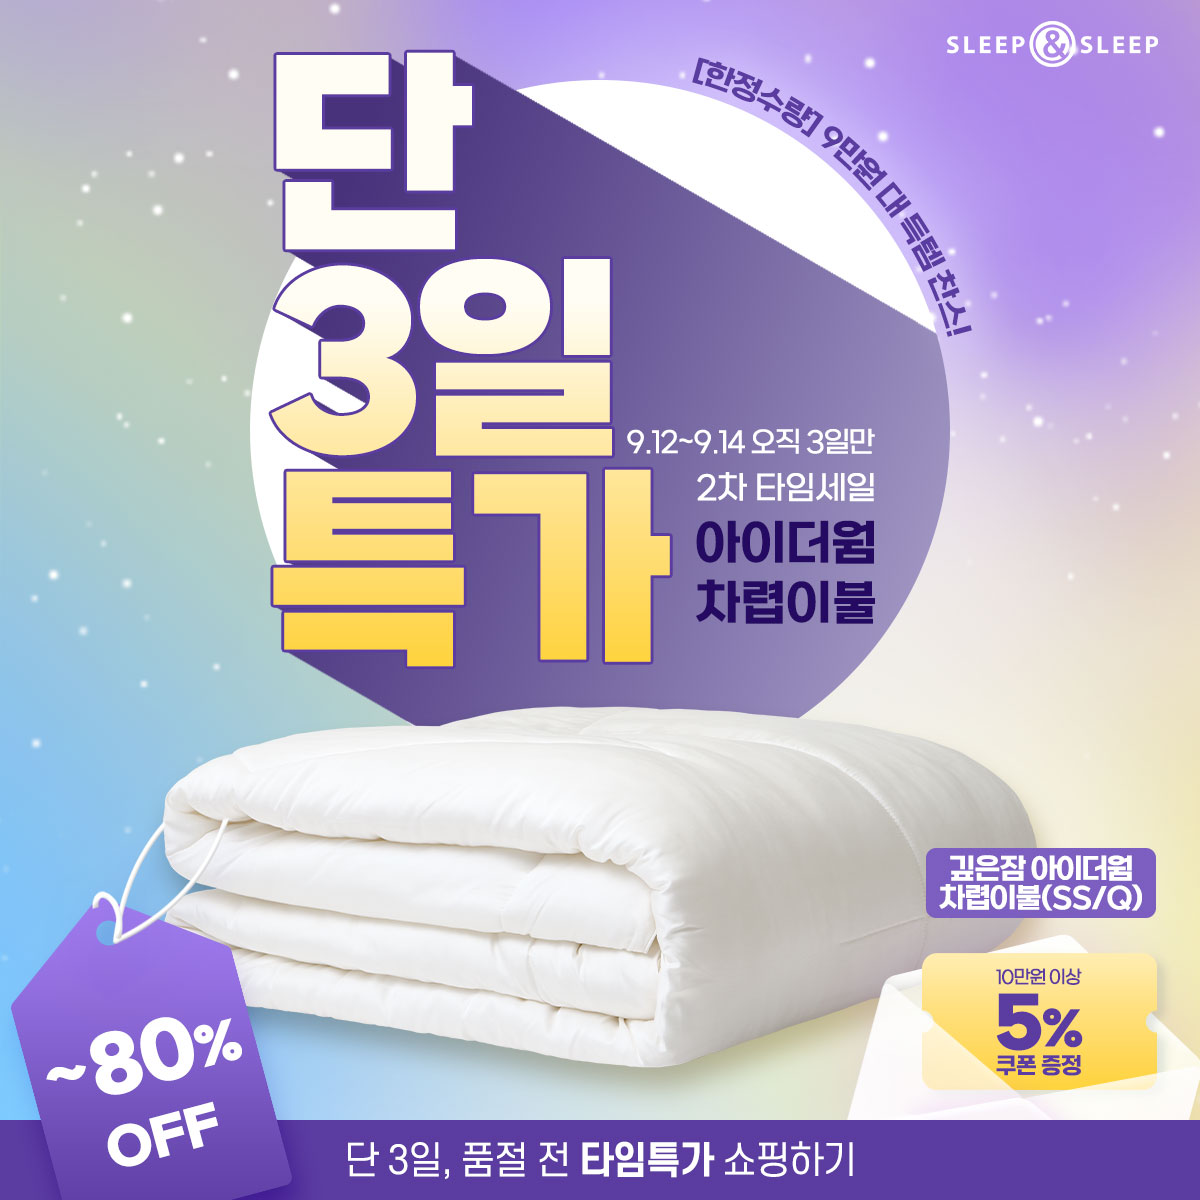 SLEEP & SLEEP
[한정수량] 9만원 대 득템 찬스!
단
3일
특가
9.12~9.14 오직 3일만
2차 타임세일
아이더웜
차렵이불
깊은잠 아이더웜
차렵이불(SS/Q)
10만원 이상
5%
쿠폰 증정
~80%
OFF
단 3일, 품절 전 타임특가 쇼핑하기